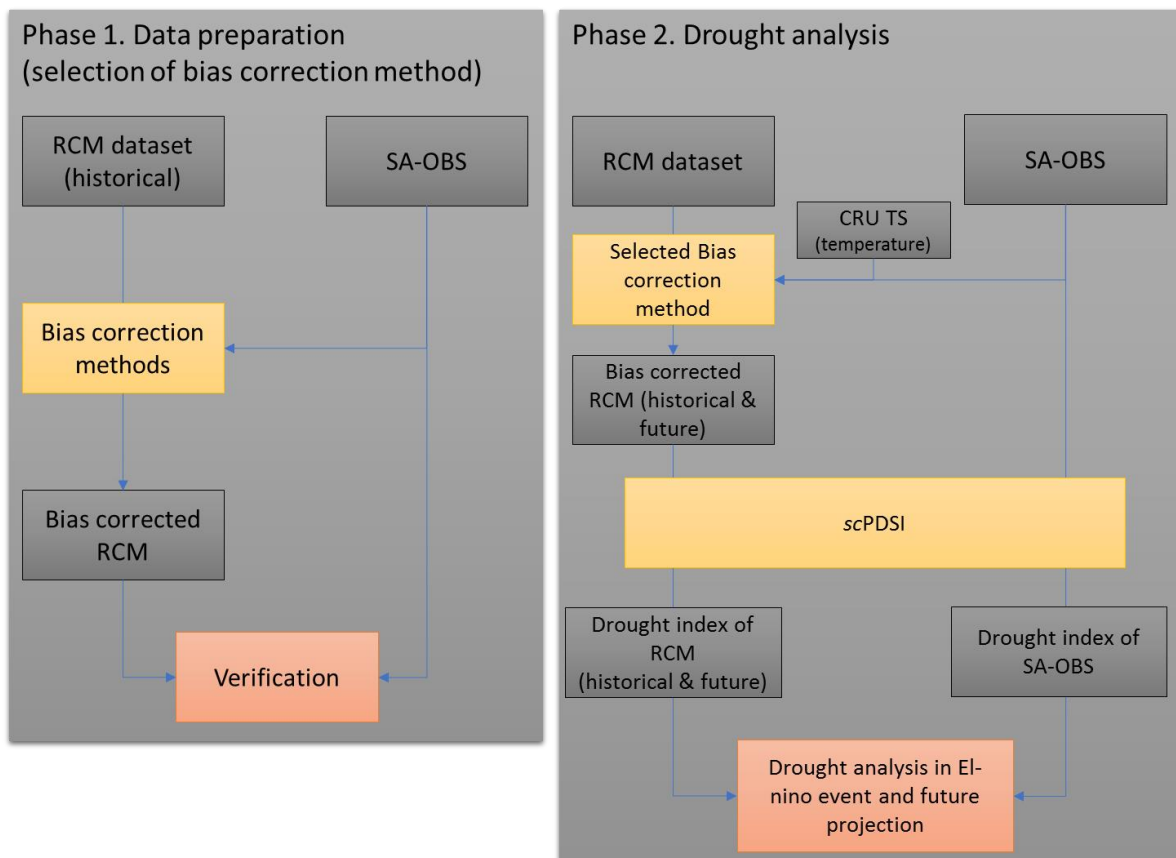 Phase 1. Data preparation
(selection of bias correction method)
RCM dataset
(historical)
SA-OBS
Bias correction
methods
Bias corrected
RCM
Verification
Phase 2. Drought analysis
RCM dataset
SA-OBS
CRU TS
(temperature)
Selected Bias
correction
method
Bias corrected
RCM (historical &
future)
scPDSI
Drought index of
RCM
(historical & future)
Drought index of
SA-OBS
Drought analysis in El-
nino event and future
projection